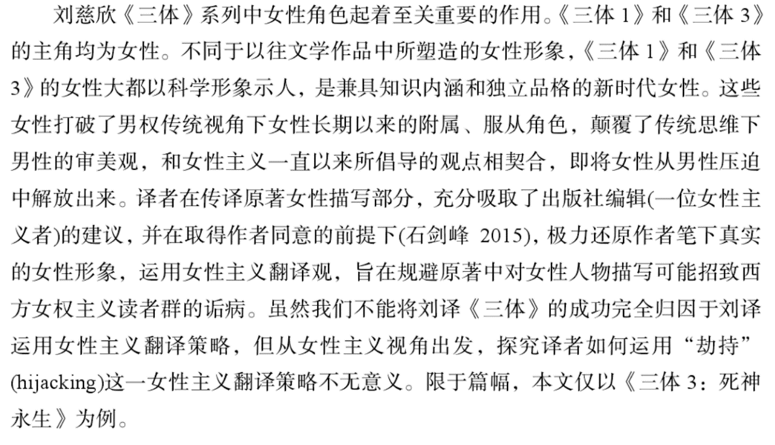 刘慈欣《三体》系列中女性角色起着至关重要的作用。《三体1》和《三体3》
的主角均为女性。不同于以往文学作品中所塑造的女性形象，《三体1》和《三体
3》的女性大都以科学形象示人，是兼具知识内涵和独立品格的新时代女性。这些
女性打破了男权传统视角下女性长期以来的附属、服从角色，颠覆了传统思维下
男性的审美观，和女性主义一直以来所倡导的观点相契合，即将女性从男性压迫
中解放出来。译者在传译原著女性描写部分，充分吸取了出版社编辑(一位女性主
义者)的建议，并在取得作者同意的前提下(石剑峰 2015)，极力还原作者笔下真实
的女性形象，运用女性主义翻译观，旨在规避原著中对女性人物描写可能招致西
方女权主义读者群的诟病。虽然我们不能将刘译《三体》的成功完全归因于刘译
运用女性主义翻译策略，但从女性主义视角出发，探究译者如何运用“劫持”
(hijacking)这一女性主义翻译策略不无意义。限于篇幅，本文仅以《三体3：死神
永生》为例。